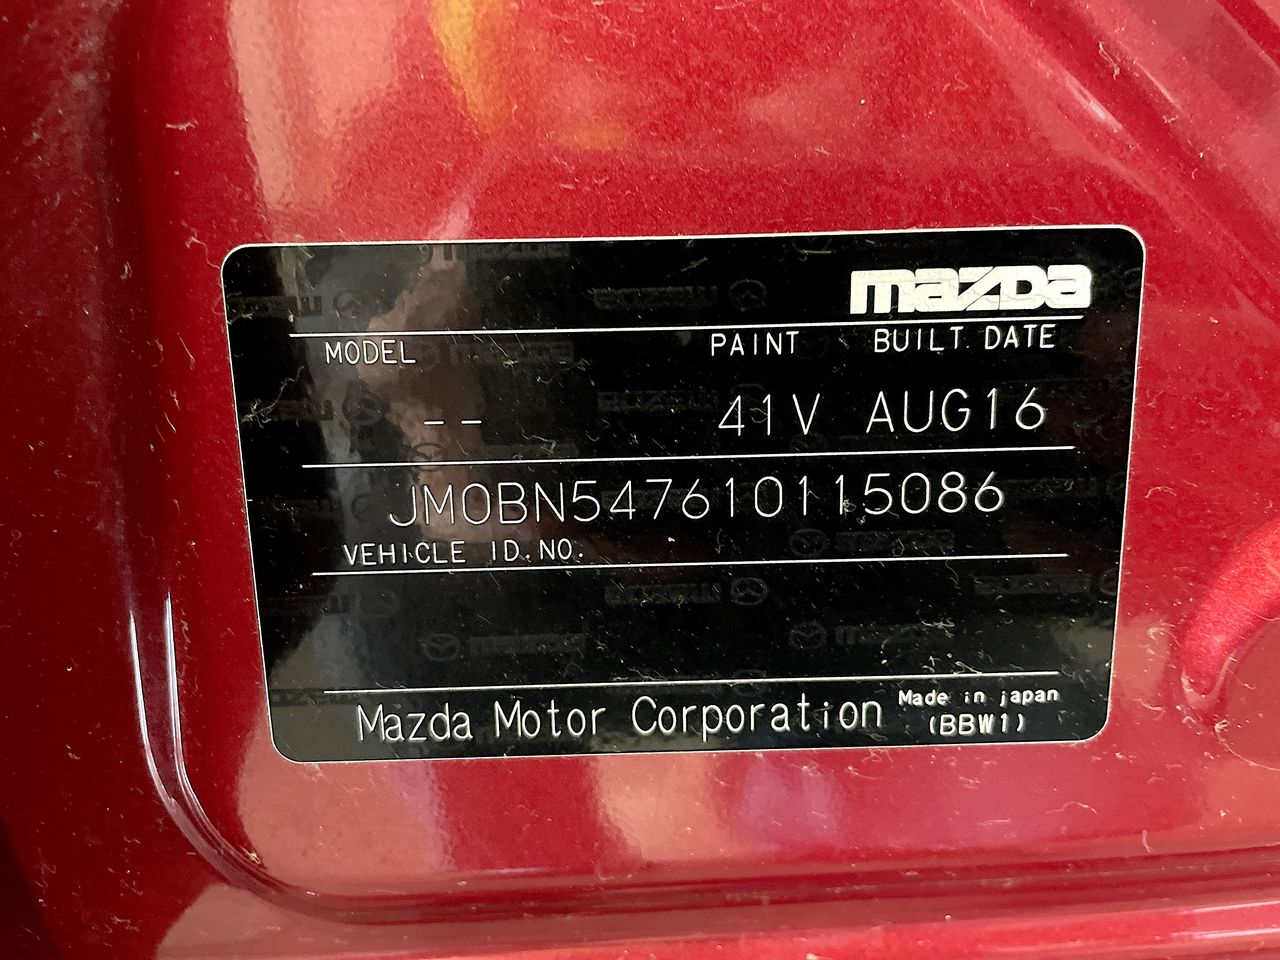 mazda
MODEL PAINT BUILT DATE
-- 41V AUG16
JM0BN547610115086
VEHICLE ID.NO.
Mazda Motor Corporation Made in japan
(BBW1)